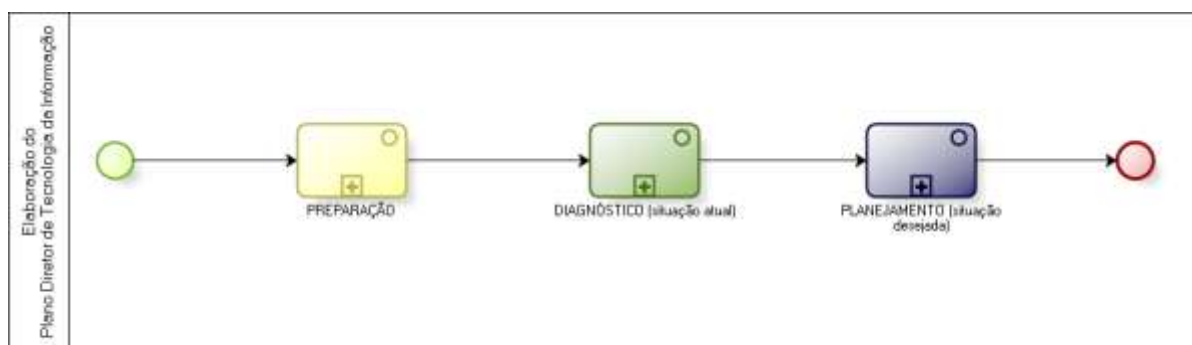 Elaboração do
Plano Diretor de Tecnologia da Informação
PREPARAÇÃO
DIAGNÓSTICO (situação atual)
PLANEJAMENTO (situação
desejada)